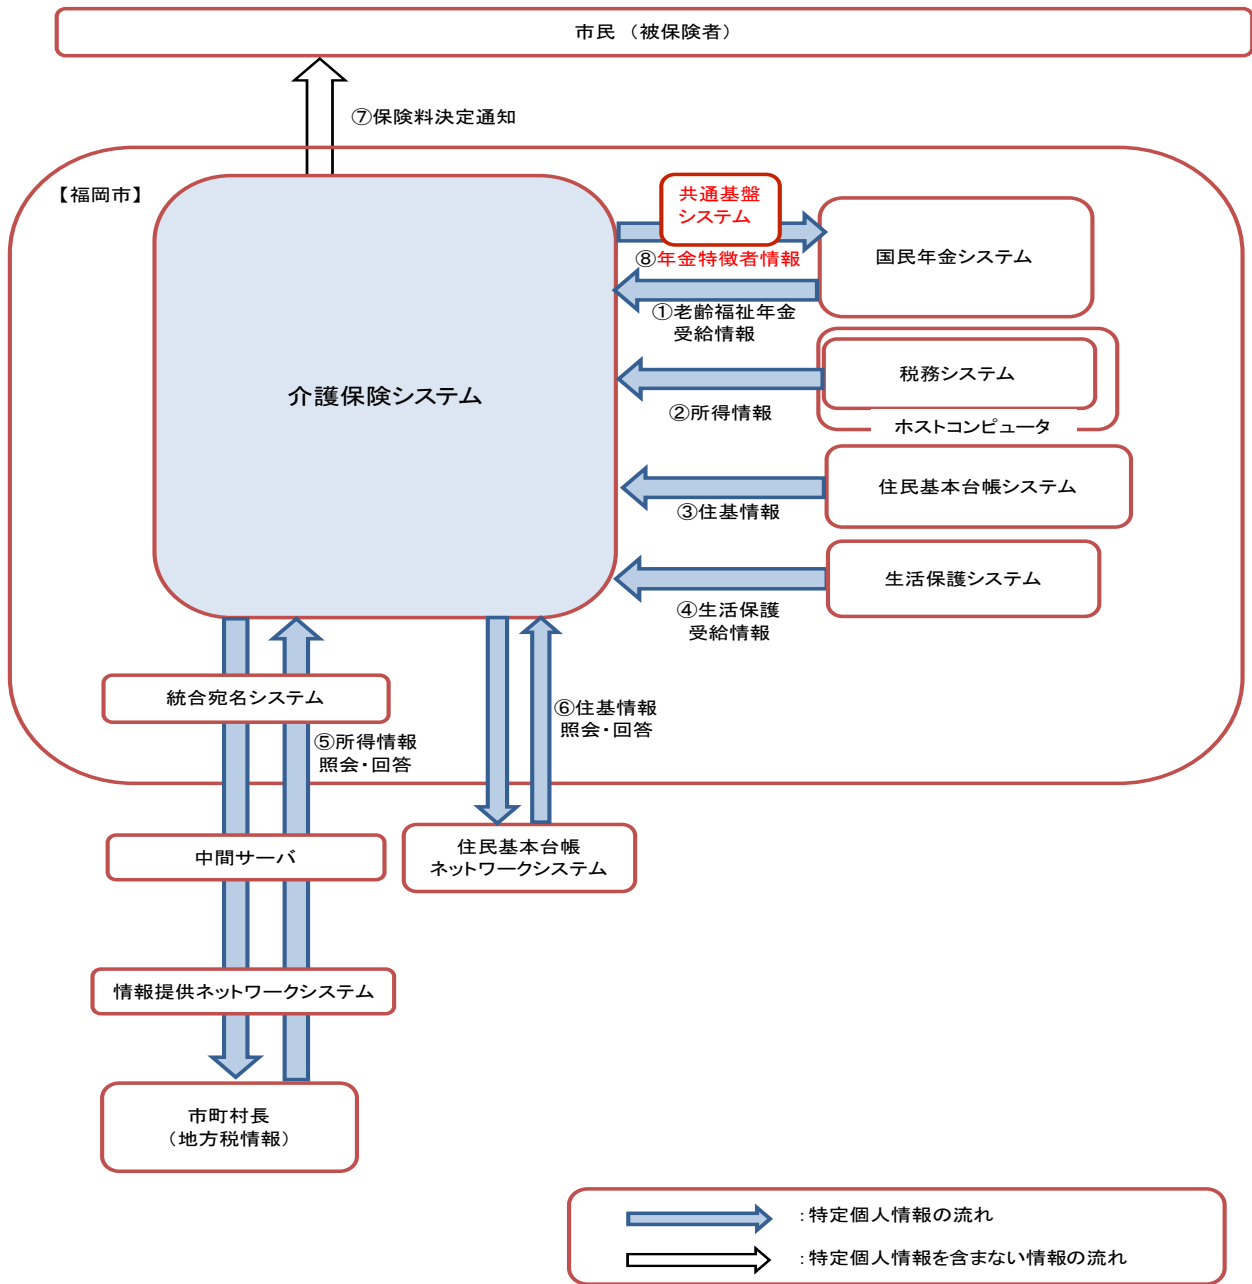 市民 （被保険者）
⑦保険料決定通知
【福岡市】
共通基盤
システム
⑧年金特徴者情報
国民年金システム
①老齢福祉年金
受給情報
介護保険システム
税務システム
②所得情報
ホストコンピュータ
住民基本台帳システム
③住基情報
生活保護システム
④生活保護
受給情報
統合宛名システム
⑤所得情報
照会・回答
⑥住基情報
照会・回答
中間サーバ
住民基本台帳
ネットワークシステム
情報提供ネットワークシステム
市町村長
（地方税情報）
：特定個人情報の流れ
：特定個人情報を含まない情報の流れ